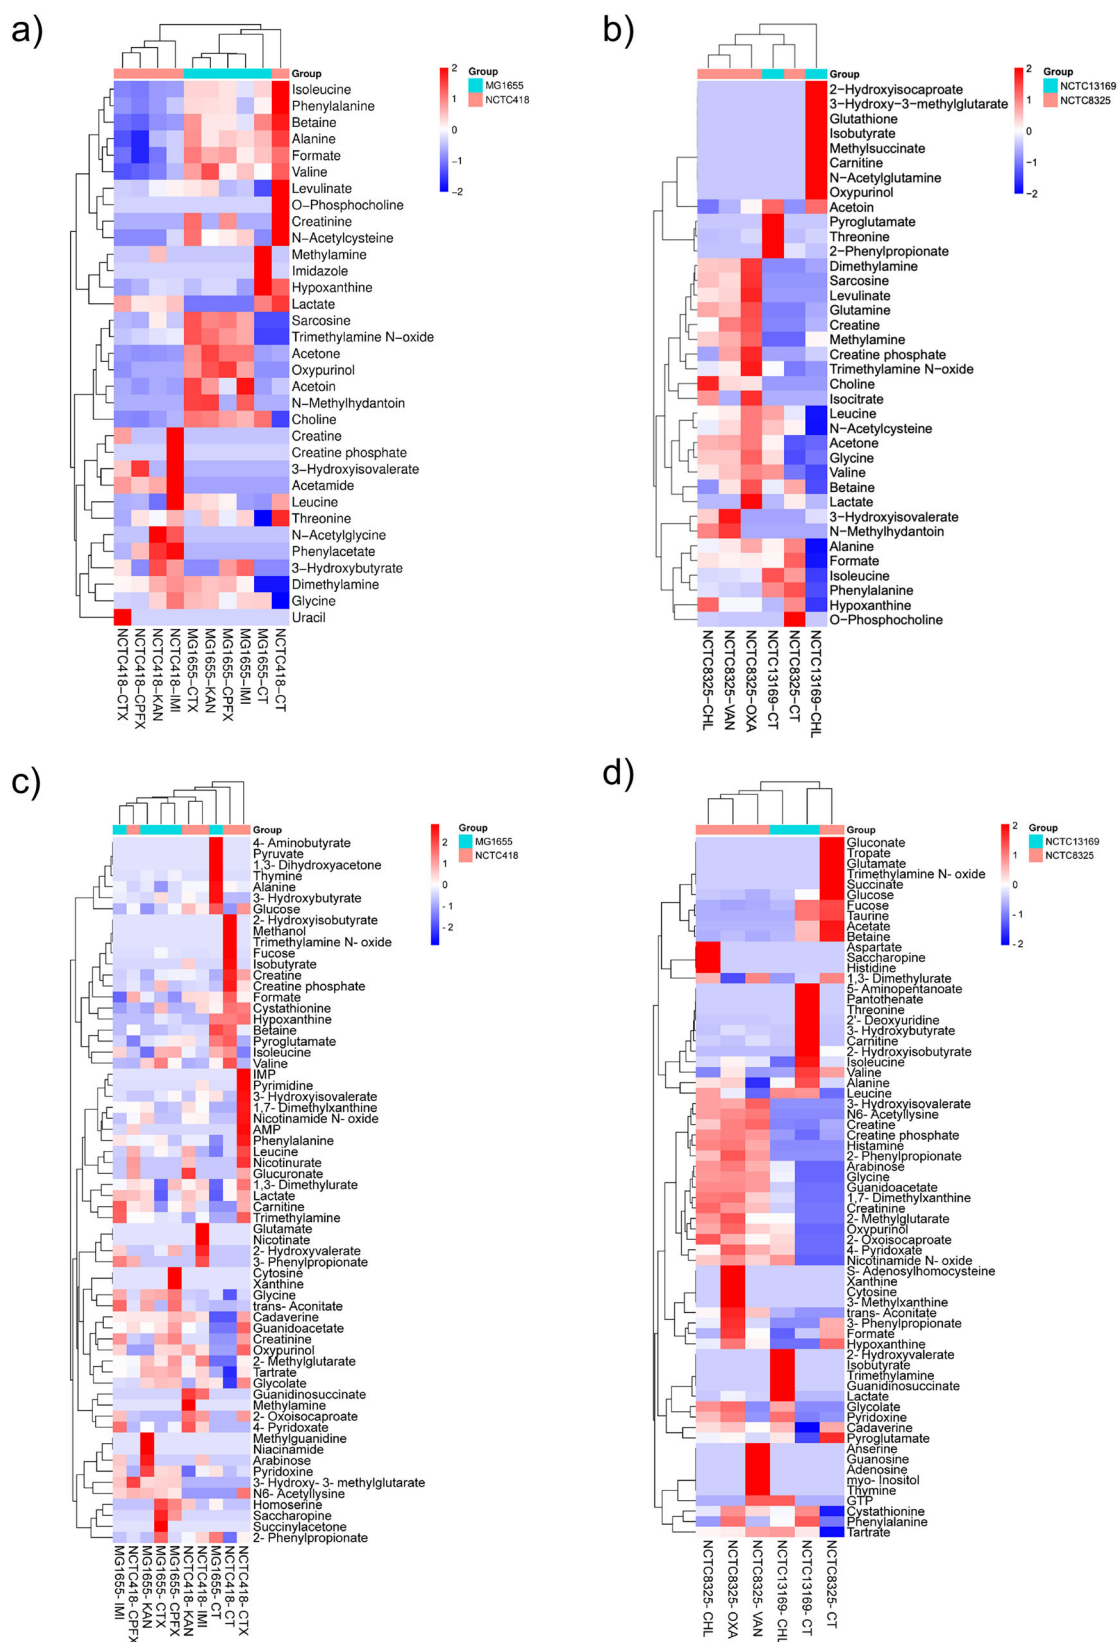 a)
Group
MG1655
NCTC418
2
1
0
−1
−2
Isoleucine
Phenylalanine
Betaine
Alanine
Formate
Valine
Levulinate
O−Phosphocholine
Creatinine
N−Acetylcysteine
Methylamine
Imidazole
Hypoxanthine
Lactate
Sarcosine
Trimethylamine N−oxide
Acetone
Oxypurinol
Acetoin
N−Methylhydantoin
Choline
Creatine
Creatine phosphate
3−Hydroxyisovalerate
Acetamide
Leucine
Threonine
N−Acetylglycine
Phenylacetate
3−Hydroxybutyrate
Dimethylamine
Glycine
Uracil
NCTC418−CTX
NCTC418−CPFX
NCTC418−KAN
NCTC418−IMI
MG1655−CTX
MG1655−KAN
MG1655−CPFX
MG1655−IMI
MG1655−CT
NCTC418−CT
b)
Group
NCTC13169
NCTC8325
2
1
0
−1
−2
2−Hydroxyisocaproate
3−Hydroxy−3−methylglutarate
Glutathione
Isobutyrate
Methylsuccinate
Carnitine
N−Acetylglutamine
Oxypurinol
Acetoin
Pyroglutamate
Threonine
2−Phenylpropionate
Dimethylamine
Sarcosine
Levulinate
Glutamine
Creatine
Methylamine
Creatine phosphate
Trimethylamine N−oxide
Choline
Isocitrate
Leucine
N−Acetylcysteine
Acetone
Glycine
Valine
Betaine
Lactate
3−Hydroxyisovalerate
N−Methylhydantoin
Alanine
Formate
Isoleucine
Phenylalanine
Hypoxanthine
O−Phosphocholine
NCTC8325−CHL
NCTC8325−VAN
NCTC8325−OXA
NCTC13169−CT
NCTC8325−CT
NCTC13169−CHL
c)
Group
MG1655
NCTC418
2
1
0
- 1
- 2
4- Aminobutyrate
Pyruvate
1,3- Dihydroxyacetone
Thymine
Alanine
3- Hydroxybutyrate
Glucose
2- Hydroxyisobutyrate
Methanol
Trimethylamine N- oxide
Fucose
Isobutyrate
Creatine
Creatine phosphate
Formate
Cystathionine
Hypoxanthine
Betaine
Pyroglutamate
Isoleucine
Valine
IMP
Pyrimidine
3- Hydroxyisovalerate
1,7- Dimethylxanthine
Nicotinamide N- oxide
AMP
Phenylalanine
Leucine
Nicotinurate
Glucuronate
1,3- Dimethylurate
Lactate
Carnitine
Trimethylamine
Glutamate
Nicotinate
2- Hydroxyvalerate
3- Phenylpropionate
Cytosine
Xanthine
Glycine
trans- Aconitate
Cadaverine
Guanidoacetate
Creatinine
Oxypurinol
2- Methylglutarate
Tartrate
Glycolate
Guanidinosuccinate
Methylamine
2- Oxoisocaproate
4- Pyridoxate
Methylguanidine
Niacinamide
Arabinose
Pyridoxine
3- Hydroxy- 3- methylglutarate
N6- Acetyllysine
Homoserine
Saccharopine
Succinylacetone
2- Phenylpropionate
MG1655- IMI
NCTC418- CPFX
MG1655- KAN
MG1655- CTX
MG1655- CPFX
NCTC418- KAN
NCTC418- IMI
MG1655- CT
NCTC418- CT
NCTC418- CTX
d)
Group
NCTC13169
NCTC8325
2
1
0
- 1
- 2
Gluconate
Tropate
Glutamate
Trimethylamine N- oxide
Succinate
Glucose
Fucose
Taurine
Acetate
Betaine
Aspartate
Saccharopine
Histidine
1,3- Dimethylurate
5- Aminopentanoate
Pantothenate
Threonine
2'- Deoxyuridine
3- Hydroxybutyrate
Carnitine
2- Hydroxyisobutyrate
Isoleucine
Valine
Alanine
Leucine
3- Hydroxyisovalerate
N6- Acetyllysine
Creatine
Creatine phosphate
Histamine
2- Phenylpropionate
Arabinose
Glycine
Guanidoacetate
1,7- Dimethylxanthine
Creatinine
2- Methylglutarate
Oxypurinol
2- Oxoisocaproate
4- Pyridoxate
Nicotinamide N- oxide
S- Adenosylhomocysteine
Xanthine
Cytosine
3- Methylxanthine
trans- Aconitate
3- Phenylpropionate
Formate
Hypoxanthine
2- Hydroxyvalerate
Isobutyrate
Trimethylamine
Guanidinosuccinate
Lactate
Glycolate
Pyridoxine
Cadaverine
Pyroglutamate
Anserine
Guanosine
Adenosine
myo- Inositol
Thymine
GTP
Cystathionine
Phenylalanine
Tartrate
NCTC8325- CHL
NCTC8325- OXA
NCTC8325- VAN
NCTC13169- CHL
NCTC13169- CT
NCTC8325- CT